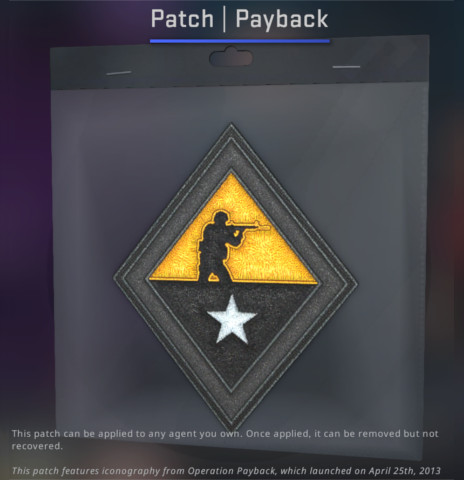 Patch | Payback
This patch can be applied to any agent you own. Once applied, it can be removed but not
recovered.
This patch features iconography from Operation Payback, which launched on April 25th, 2013